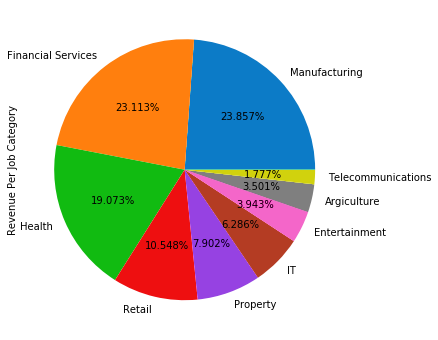 Revenue Per Job Category
Manufacturing
23.857%
Financial Services
23.113%
Health
19.073%
Retail
10.548%
Property
7.902%
IT
6.286%
Entertainment
3.943%
Argiculture
3.501%
Telecommunications
1.777%